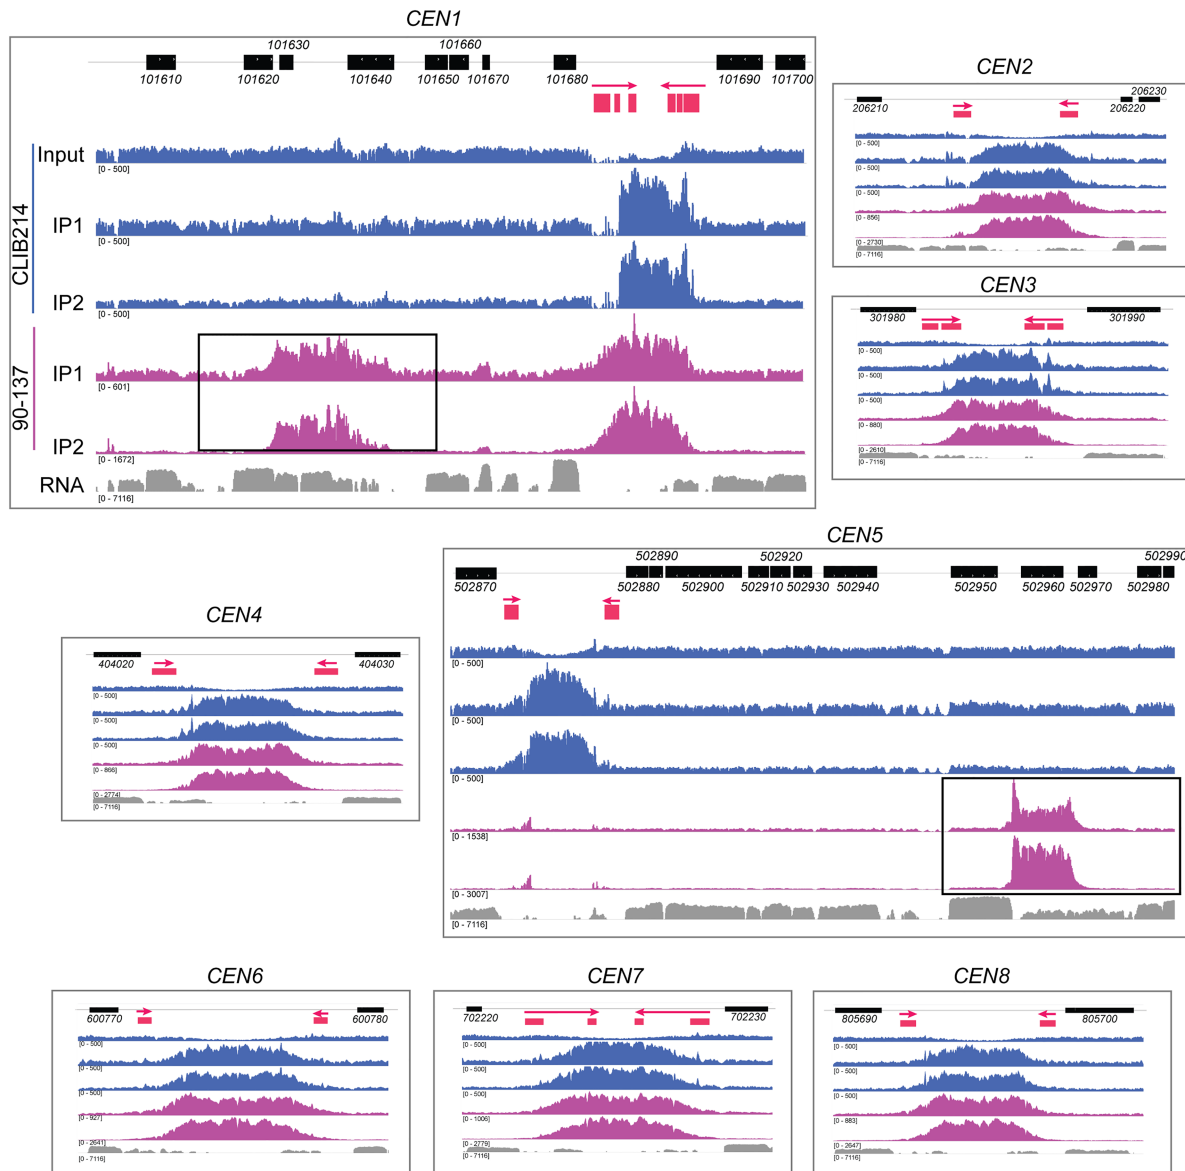 CEN1
101630 101660
101610 101620 101640 101650 101670 101680 101690 101700
CLIB214
Input
[0 - 500]
IP1
[0 - 500]
IP2
[0 - 500]
90-137
IP1
[0 - 601]
IP2
[0 - 1672]
RNA
[0 - 7116]
CEN2
206230
206210 206220
[0 - 500]
[0 - 500]
[0 - 500]
[0 - 856]
[0 - 2730]
[0 - 7116]
CEN3
301980 301990
[0 - 500]
[0 - 500]
[0 - 500]
[0 - 880]
[0 - 2610]
[0 - 7116]
CEN4
404020 404030
[0 - 500]
[0 - 500]
[0 - 500]
[0 - 866]
[0 - 2774]
[0 - 7116]
CEN5
502890 502920 502990
502870 502880 502900 502910 502930 502940 502950 502960 502970 502980
[0 - 500]
[0 - 500]
[0 - 500]
[0 - 1538]
[0 - 3007]
[0 - 7116]
CEN6
600770 600780
[0 - 500]
[0 - 500]
[0 - 500]
[0 - 927]
[0 - 2641]
[0 - 7116]
CEN7
702220 702230
[0 - 500]
[0 - 500]
[0 - 500]
[0 - 1006]
[0 - 2779]
[0 - 7116]
CEN8
805690 805700
[0 - 500]
[0 - 500]
[0 - 500]
[0 - 883]
[0 - 2647]
[0 - 7116]